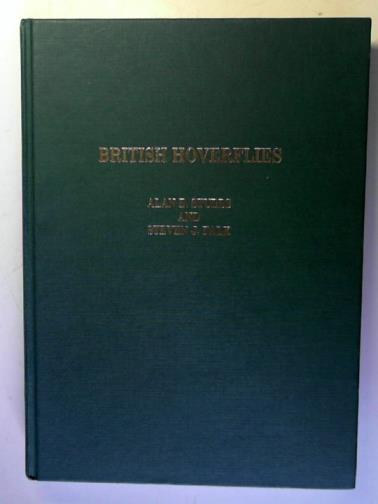 BRITISH HOVERFLIES
ALAN E. STUBBS
AND
STEVEN J. FALK